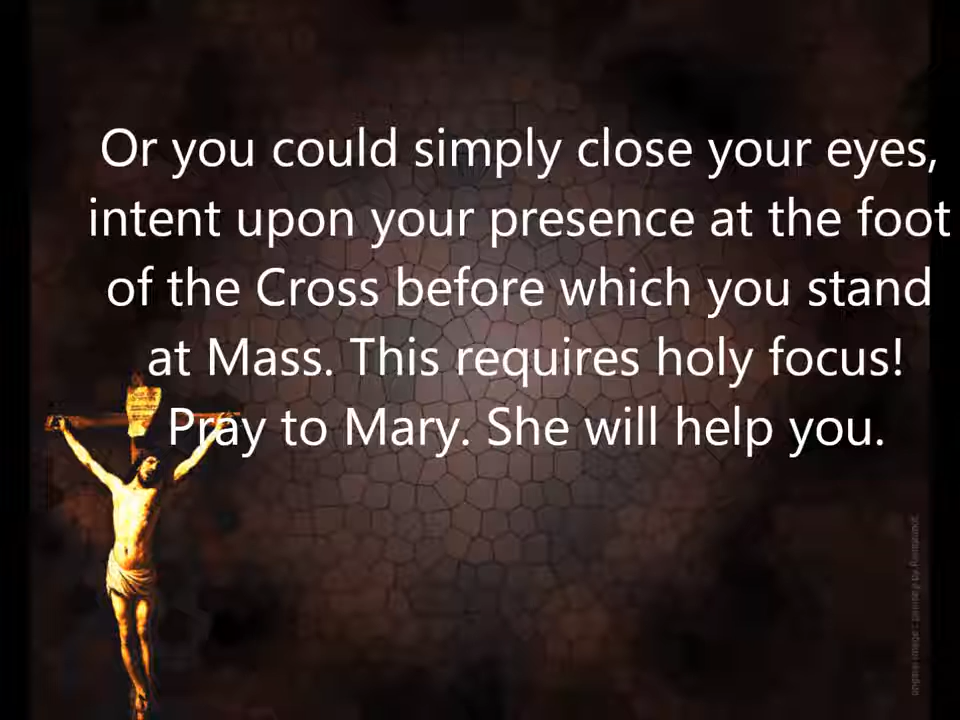 Or you could simply close your eyes,
intent upon your presence at the foot
of the Cross before which you stand
at Mass. This requires holy focus!
Pray to Mary. She will help you.